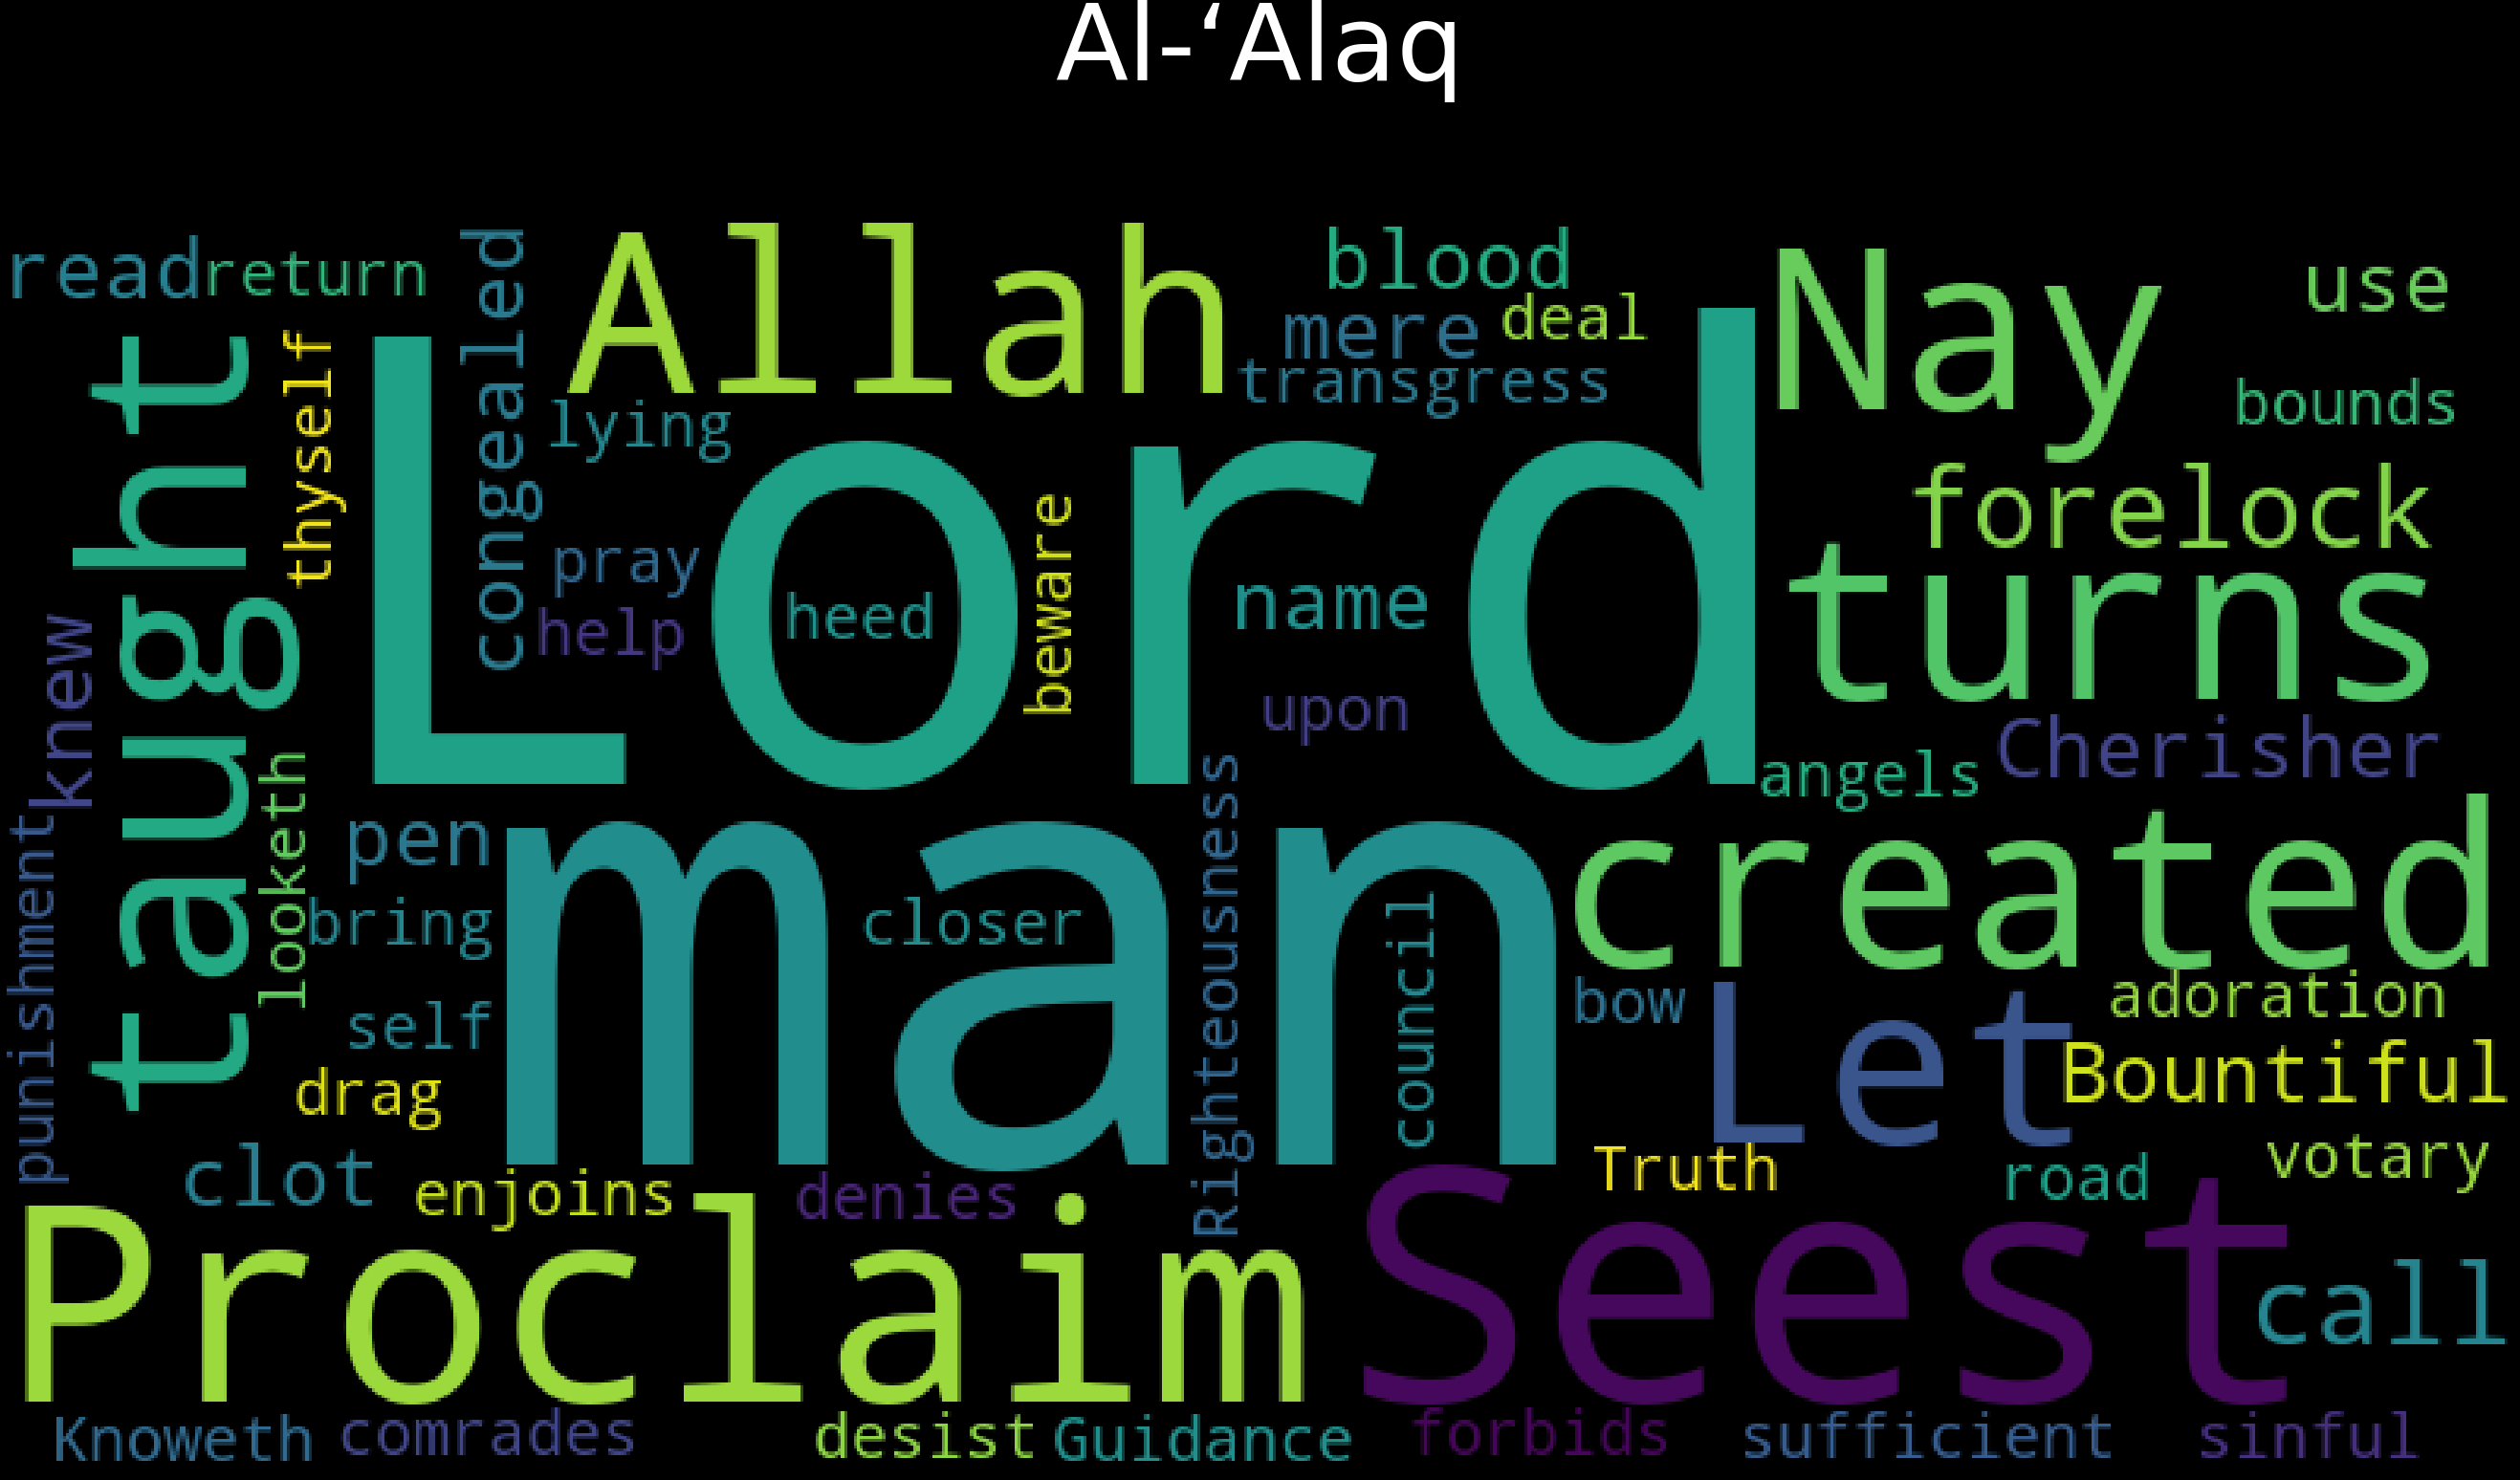 Al-‘Alaq
read
return
congealed
Allah
blood
mere
deal
transgress
Nay
use
bounds
taught
thyself
lying
Lord
forelock
pray
help
heed
beware
name
upon
turns
knew
angels
Cherisher
punishment
looketh
pen
bring
self
drag
man
closer
Righteousness
council
created
bow
Let
adoration
Bountiful
clot
enjoins
denies
Truth
road
votary
Proclaim
Seest
call
Knoweth
comrades
desist
Guidance
forbids
sufficient
sinful